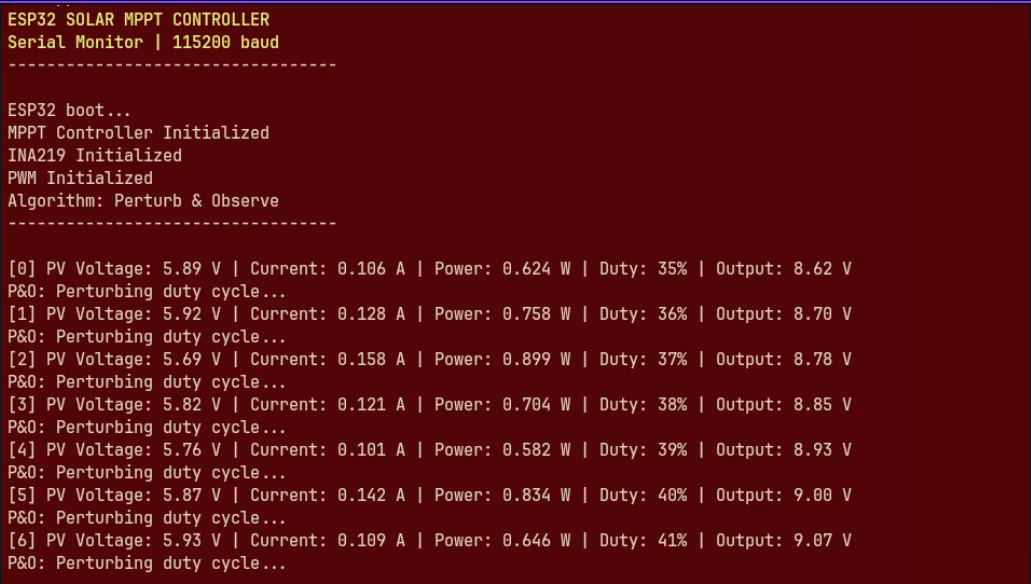 ESP32 SOLAR MPPT CONTROLLER
Serial Monitor | 115200 baud
----------------------------------
ESP32 boot...
MPPT Controller Initialized
INA219 Initialized
PWM Initialized
Algorithm: Perturb & Observe
----------------------------------
[0] PV Voltage: 5.89 V | Current: 0.106 A | Power: 0.624 W | Duty: 35% | Output: 8.62 V
P&O: Perturbing duty cycle...
[1] PV Voltage: 5.92 V | Current: 0.128 A | Power: 0.758 W | Duty: 36% | Output: 8.70 V
P&O: Perturbing duty cycle...
[2] PV Voltage: 5.69 V | Current: 0.158 A | Power: 0.899 W | Duty: 37% | Output: 8.78 V
P&O: Perturbing duty cycle...
[3] PV Voltage: 5.82 V | Current: 0.121 A | Power: 0.704 W | Duty: 38% | Output: 8.85 V
P&O: Perturbing duty cycle...
[4] PV Voltage: 5.76 V | Current: 0.101 A | Power: 0.582 W | Duty: 39% | Output: 8.93 V
P&O: Perturbing duty cycle...
[5] PV Voltage: 5.87 V | Current: 0.142 A | Power: 0.834 W | Duty: 40% | Output: 9.00 V
P&O: Perturbing duty cycle...
[6] PV Voltage: 5.93 V | Current: 0.109 A | Power: 0.646 W | Duty: 41% | Output: 9.07 V
P&O: Perturbing duty cycle...